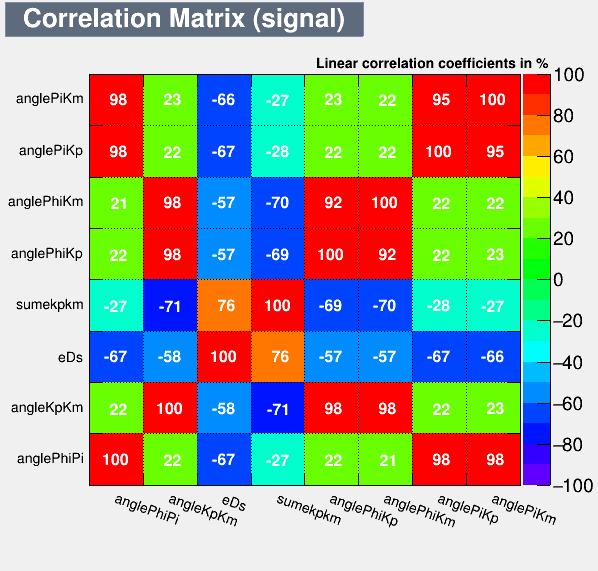 Correlation Matrix (signal)
Linear correlation coefficients in %
anglePiKm 98 23 -66 -27 23 22 95 100
anglePiKp 98 22 -67 -28 22 22 100 95
anglePhiKm 21 98 -57 -70 92 100 22 22
anglePhiKp 22 98 -57 -69 100 92 22 23
sumekpkm -27 -71 76 100 -69 -70 -28 -27
eDs -67 -58 100 76 -57 -57 -67 -66
angleKpKm 22 100 -58 -71 98 98 22 23
anglePhiPi 100 22 -67 -27 22 21 98 98
anglePhiPi angleKpKm eDs sumekpkm anglePhiKp anglePhiKm anglePiKp anglePiKm
100
80
60
40
20
0
−20
−40
−60
−80
−100